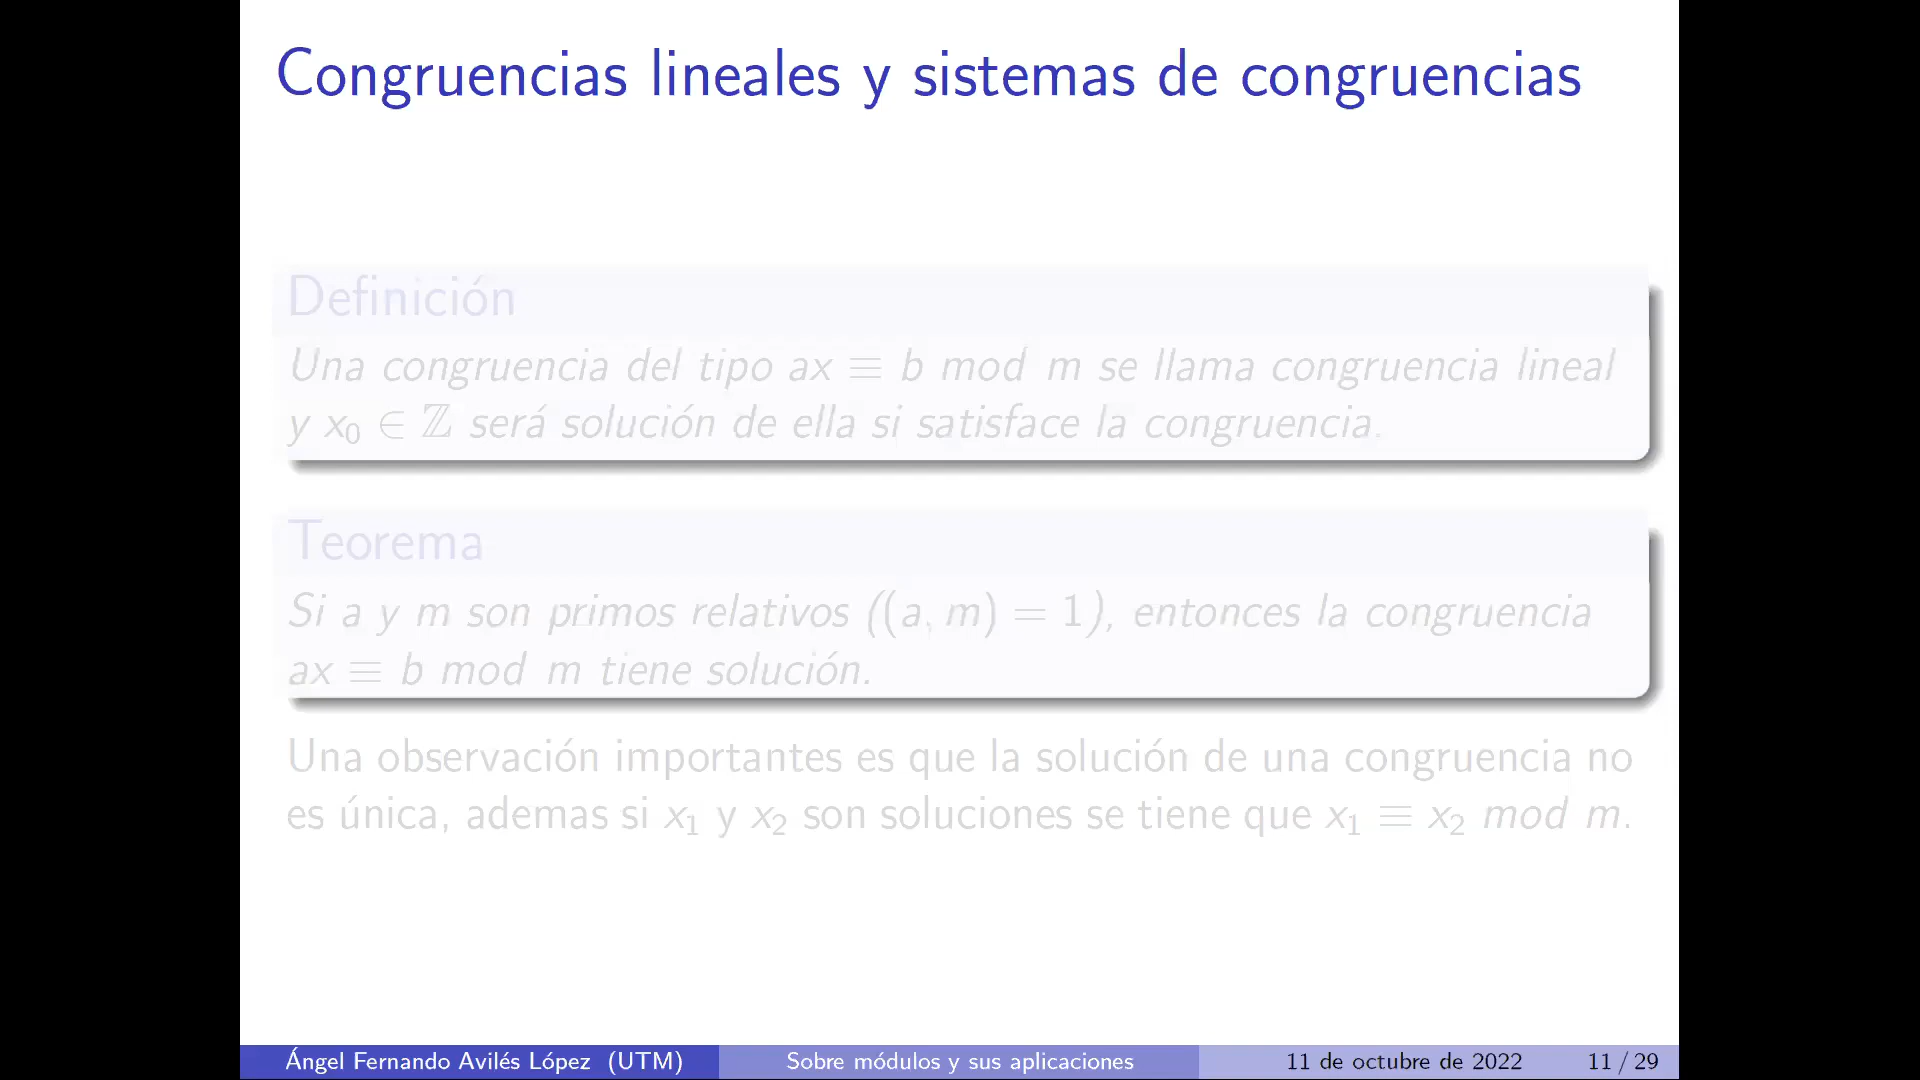 Congruencias lineales y sistemas de congruencias
Definición
Una congruencia del tipo ax ≡ b mod m se llama congruencia lineal
y x₀ ∈ ℤ será solución de ella si satisface la congruencia.
Teorema
Si a y m son primos relativos ((a, m) = 1), entonces la congruencia
ax ≡ b mod m tiene solución.
Una observación importantes es que la solución de una congruencia no
es única, ademas si x₁ y x₂ son soluciones se tiene que x₁ ≡ x₂ mod m.
Ángel Fernando Avilés López (UTM) Sobre módulos y sus aplicaciones 11 de octubre de 2022 11 / 29